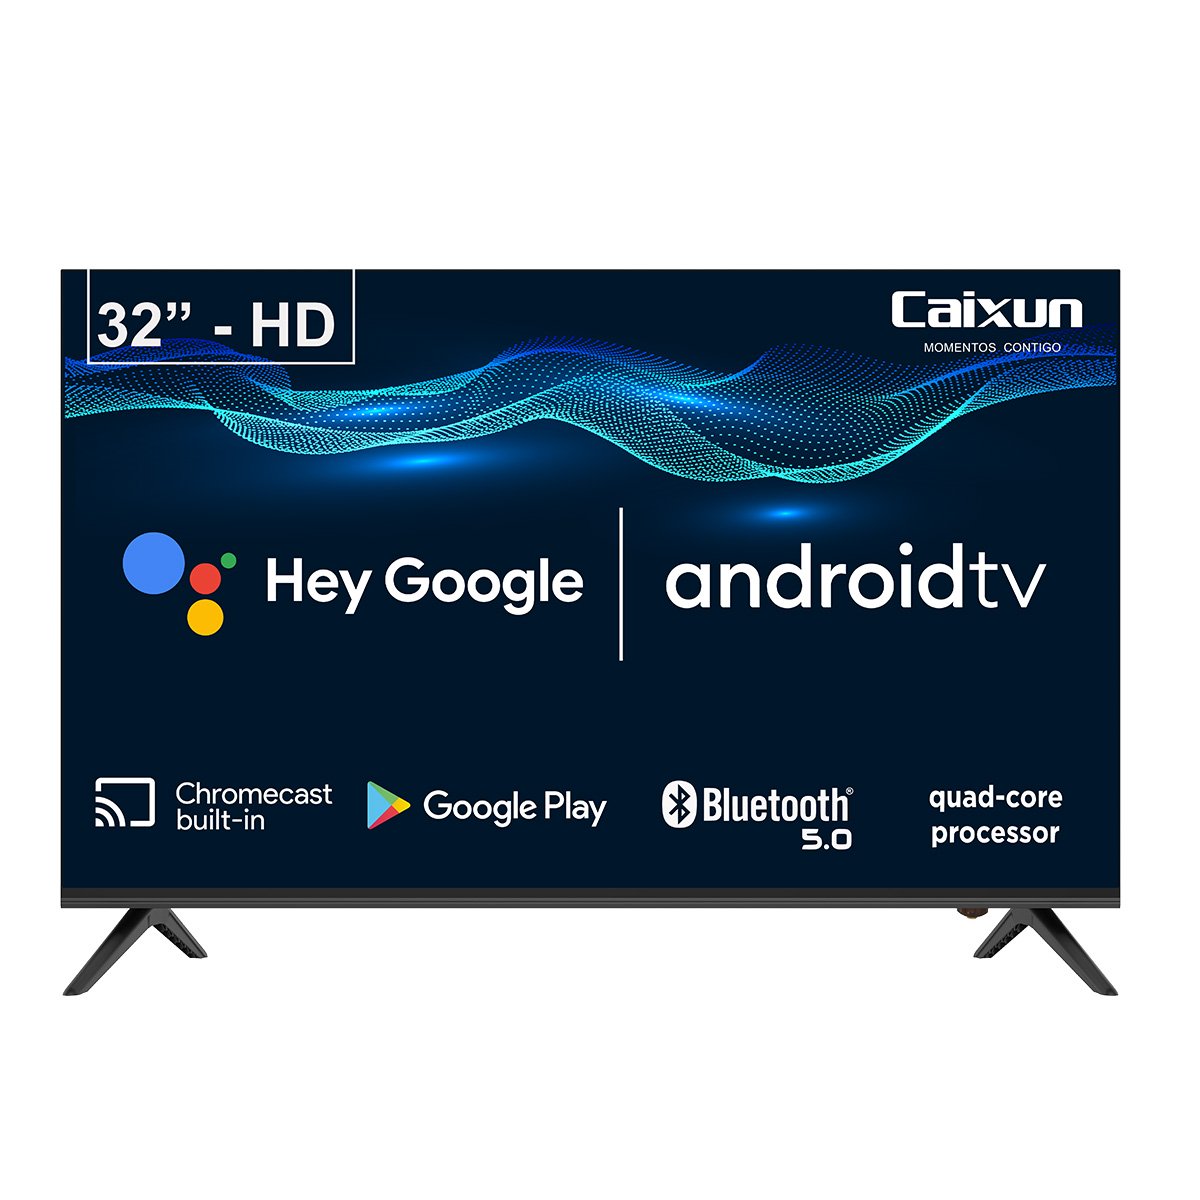 32” - HD
Caixun
MOMENTOS CONTIGO
Hey Google
androidtv
Chromecast
built-in
Google Play
Bluetooth®
5.0
quad-core
processor